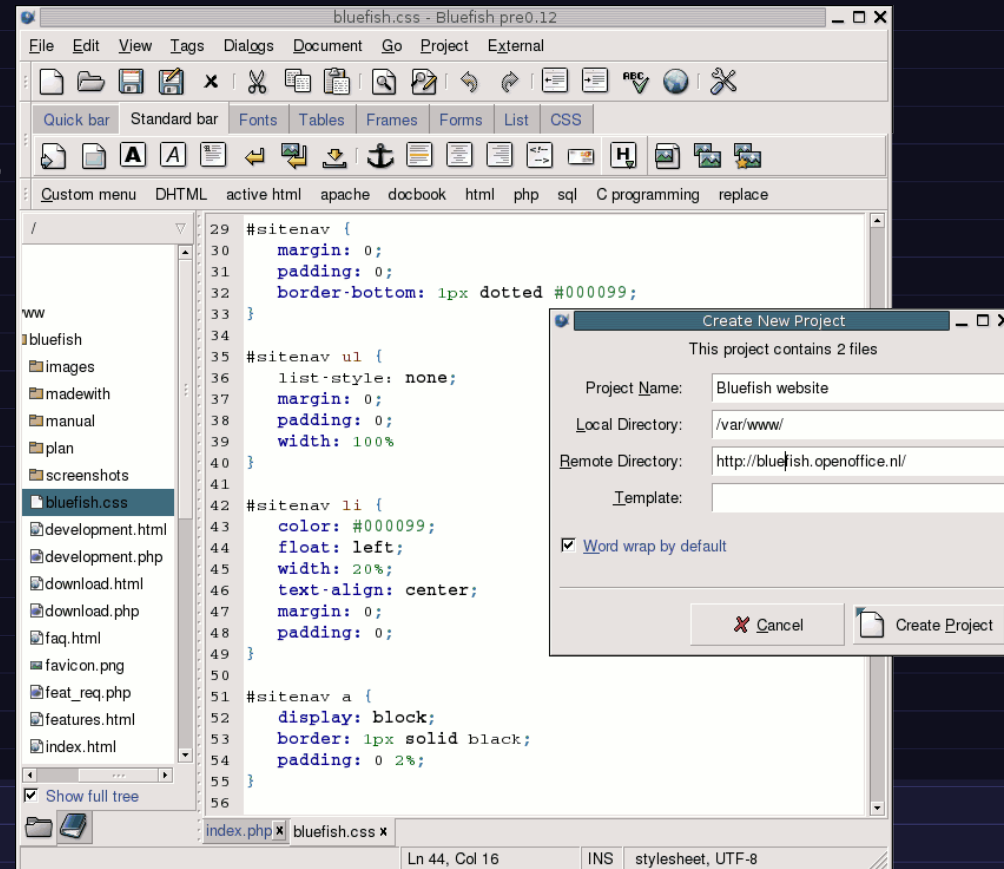 bluefish.css - Bluefish pre0.12
File Edit View Tags Dialogs Document Go Project External
ABC
Quick bar Standard bar Fonts Tables Frames Forms List CSS
A A H
Custom menu DHTML active html apache docbook html php sql C programming replace
/
ww
bluefish
images
madewith
manual
plan
screenshots
bluefish.css
development.html
development.php
download.html
download.php
faq.html
favicon.png
feat_req.php
features.html
index.html
Show full tree
29 #sitenav {
30 margin: 0;
31 padding: 0;
32 border-bottom: 1px dotted #000099;
33 }
34
35 #sitenav ul {
36 list-style: none;
37 margin: 0;
38 padding: 0;
39 width: 100%
40 }
41
42 #sitenav li {
43 color: #000099;
44 float: left;
45 width: 20%;
46 text-align: center;
47 margin: 0;
48 padding: 0;
49 }
50
51 #sitenav a {
52 display: block;
53 border: 1px solid black;
54 padding: 0 2%;
55 }
56
index.php bluefish.css
Ln 44, Col 16 INS stylesheet, UTF-8
Create New Project
This project contains 2 files
Project Name: Bluefish website
Local Directory: /var/www/
Remote Directory: http://bluefish.openoffice.nl/
Template:
Word wrap by default
Cancel Create Project